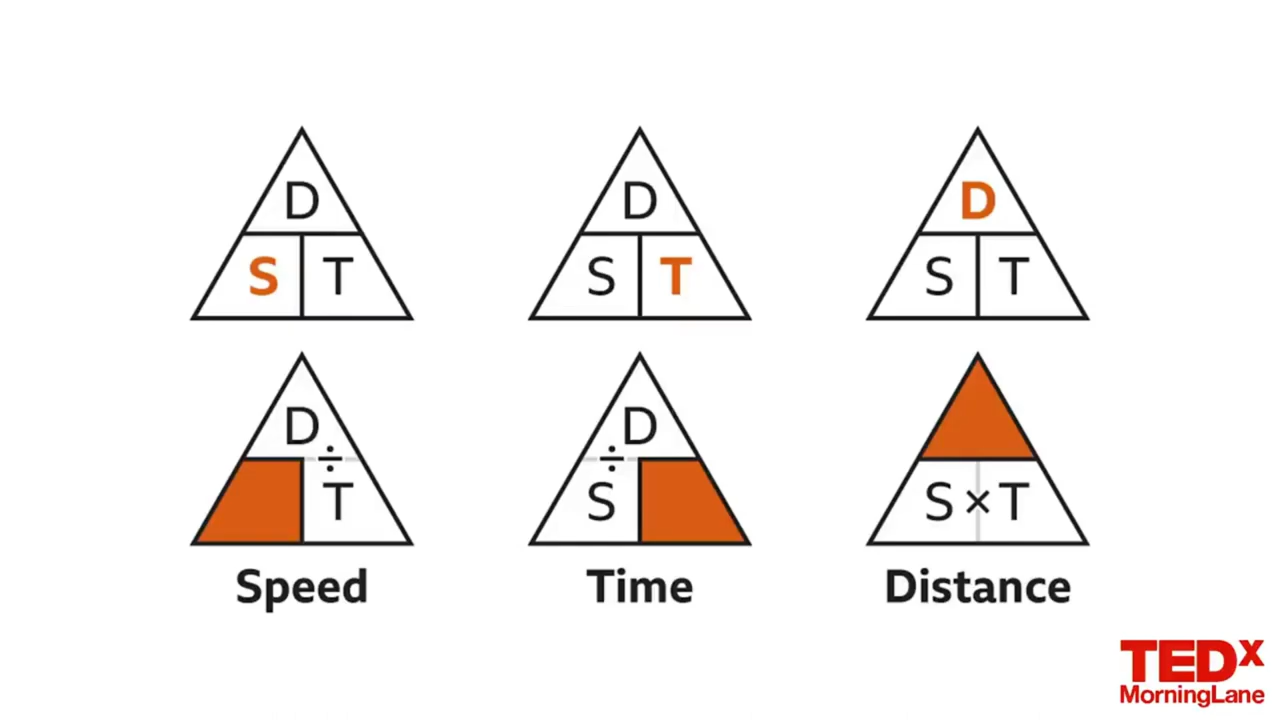 D D D
S T S T S T
D D
÷ ÷
T S S × T
Speed Time Distance
TEDx
MorningLane